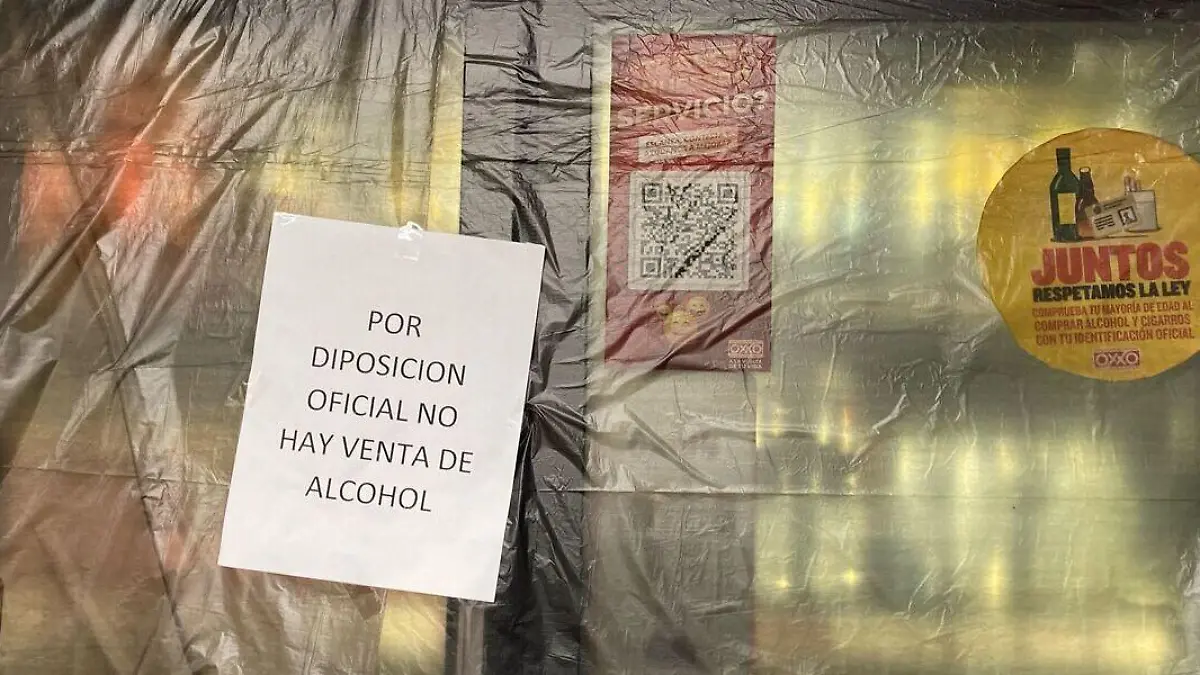 POR
DIPOSICION
OFICIAL NO
HAY VENTA DE
ALCOHOL
SERVICIO?
OXXO
JUNTOS
RESPETAMOS LA LEY
COMPRUEBA TU MAYORÍA DE EDAD AL
COMPRAR ALCOHOL Y CIGARROS
CON TU IDENTIFICACIÓN OFICIAL
OXXO